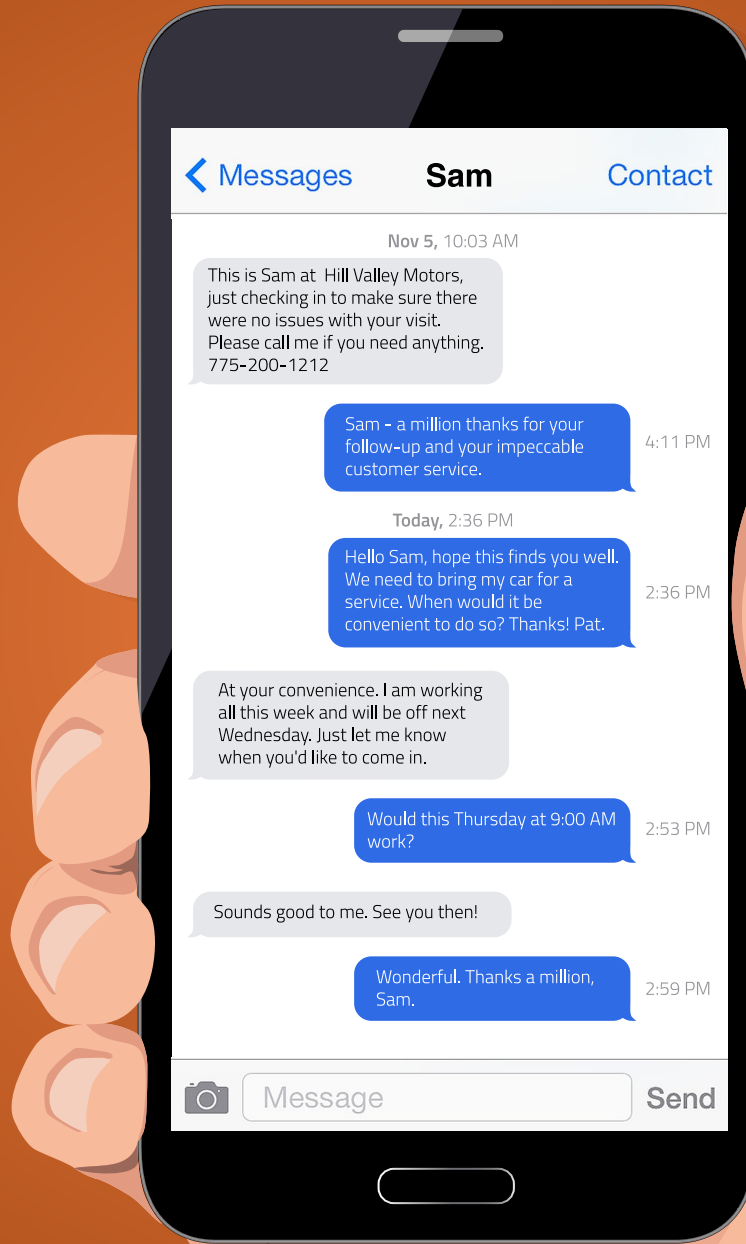 Messages Sam Contact
Nov 5, 10:03 AM
This is Sam at Hill Valley Motors,
just checking in to make sure there
were no issues with your visit.
Please call me if you need anything.
775-200-1212
Sam - a million thanks for your
follow-up and your impeccable
customer service.
4:11 PM
Today, 2:36 PM
Hello Sam, hope this finds you well.
We need to bring my car for a
service. When would it be
convenient to do so? Thanks! Pat.
2:36 PM
At your convenience. I am working
all this week and will be off next
Wednesday. Just let me know
when you'd like to come in.
Would this Thursday at 9:00 AM
work?
2:53 PM
Sounds good to me. See you then!
Wonderful. Thanks a million,
Sam.
2:59 PM
Message Send